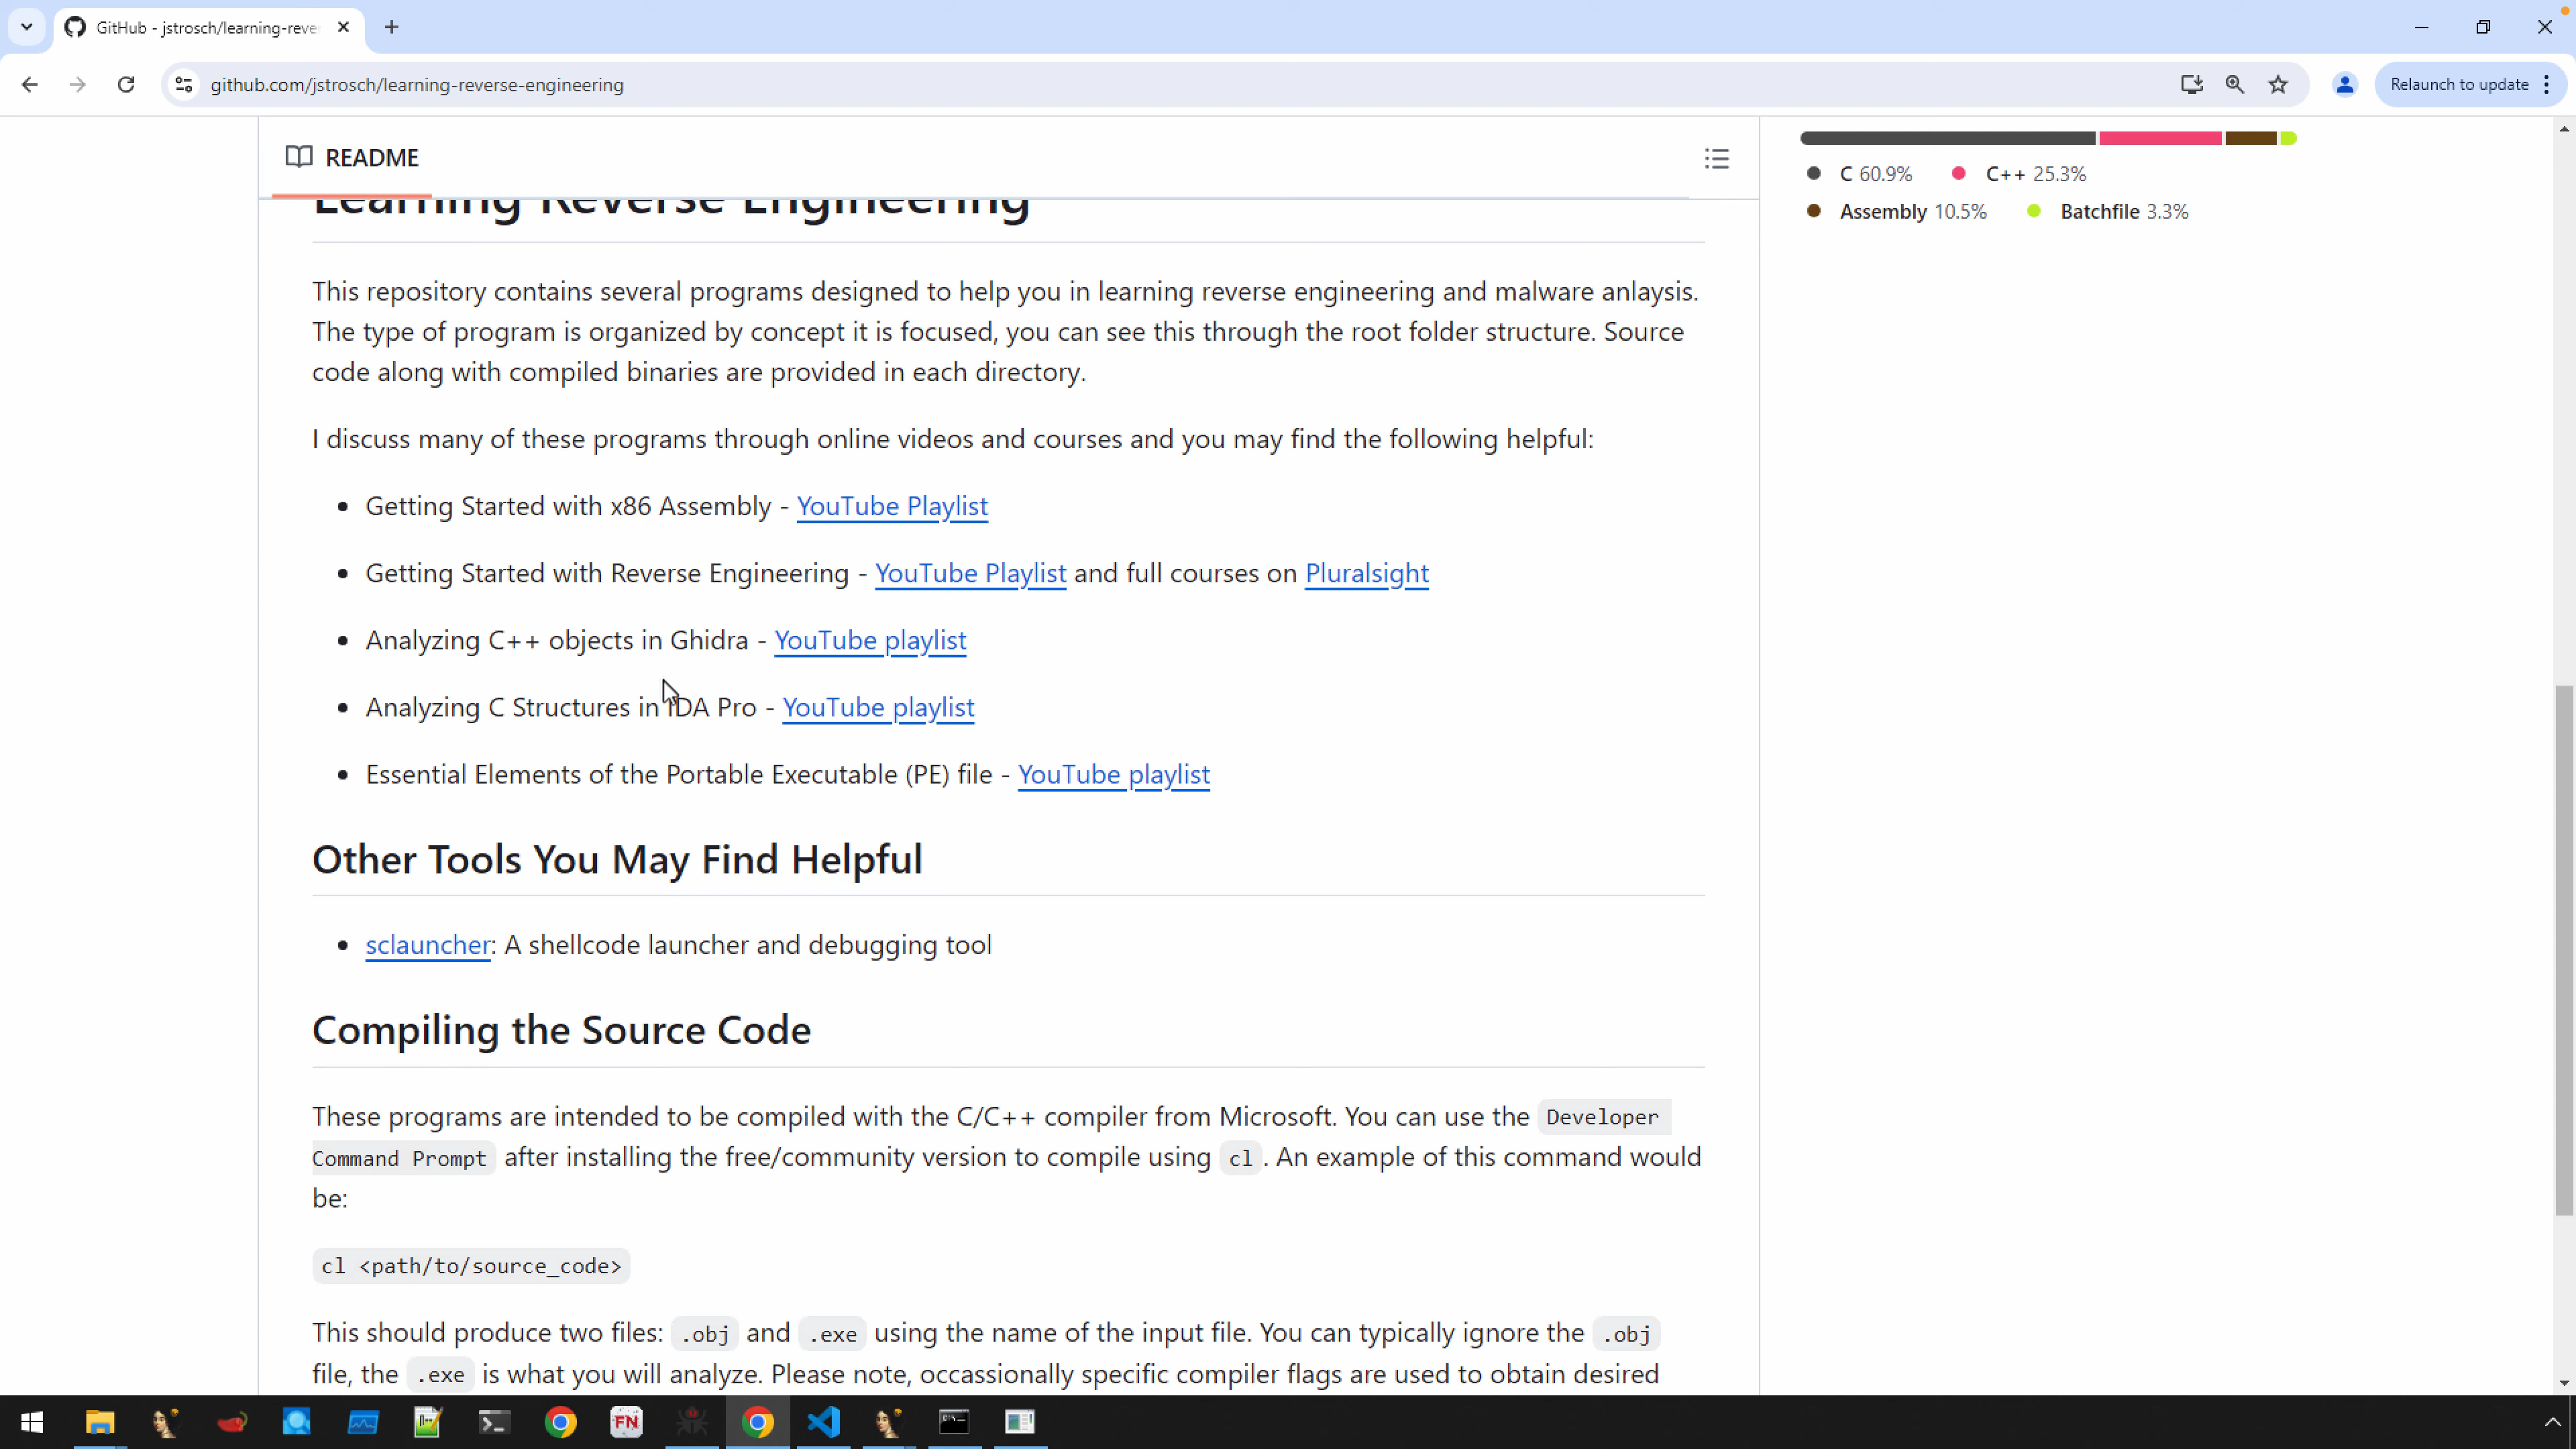 GitHub - jstrosch/learning-reve
github.com/jstrosch/learning-reverse-engineering
Relaunch to update
README
C 60.9%
C++ 25.3%
Assembly 10.5%
Batchfile 3.3%
Learning Reverse Engineering
This repository contains several programs designed to help you in learning reverse engineering and malware anlaysis.
The type of program is organized by concept it is focused, you can see this through the root folder structure. Source
code along with compiled binaries are provided in each directory.
I discuss many of these programs through online videos and courses and you may find the following helpful:
Getting Started with x86 Assembly - YouTube Playlist
Getting Started with Reverse Engineering - YouTube Playlist and full courses on Pluralsight
Analyzing C++ objects in Ghidra - YouTube playlist
Analyzing C Structures in IDA Pro - YouTube playlist
Essential Elements of the Portable Executable (PE) file - YouTube playlist
Other Tools You May Find Helpful
sclauncher: A shellcode launcher and debugging tool
Compiling the Source Code
These programs are intended to be compiled with the C/C++ compiler from Microsoft. You can use the Developer
Command Prompt after installing the free/community version to compile using cl. An example of this command would
be:
cl <path/to/source_code>
This should produce two files: .obj and .exe using the name of the input file. You can typically ignore the .obj
file, the .exe is what you will analyze. Please note, occassionally specific compiler flags are used to obtain desired
FN